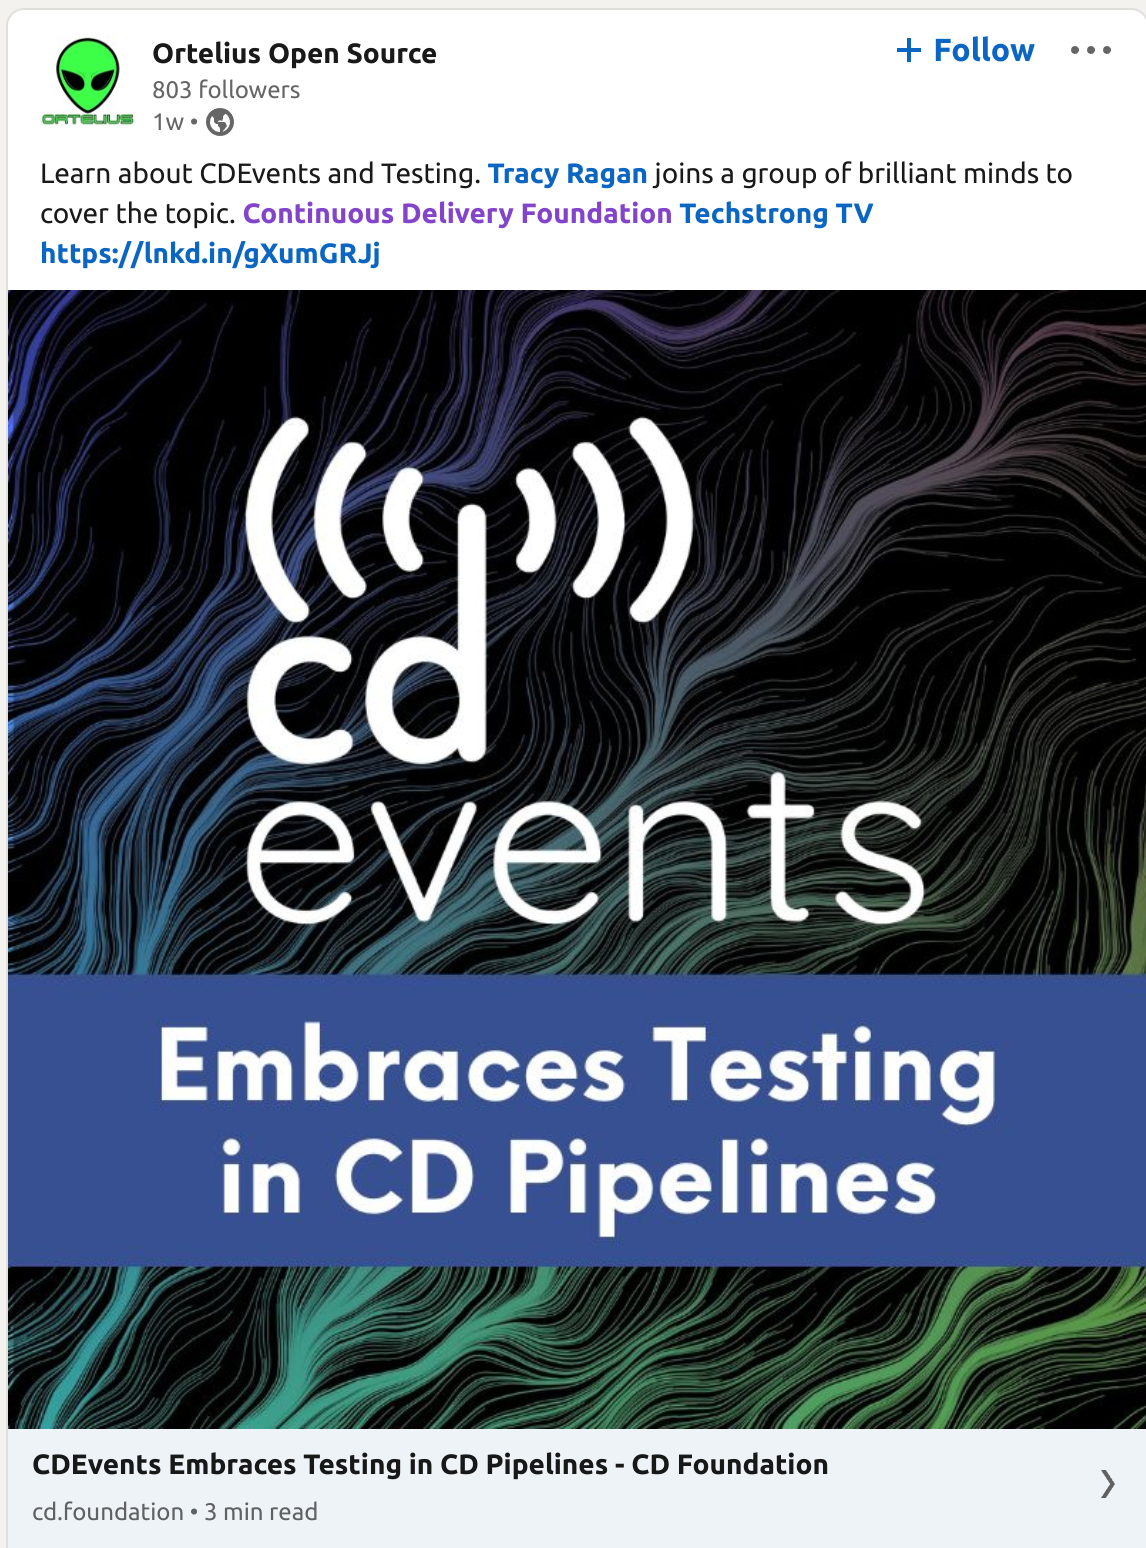 Ortelius Open Source
+ Follow
803 followers
1w •
ORTELIUS
Learn about CDEvents and Testing. Tracy Ragan joins a group of brilliant minds to
cover the topic. Continuous Delivery Foundation Techstrong TV
https://lnkd.in/gXumGRJj
cd
events
Embraces Testing
in CD Pipelines
CDEvents Embraces Testing in CD Pipelines - CD Foundation
cd.foundation • 3 min read